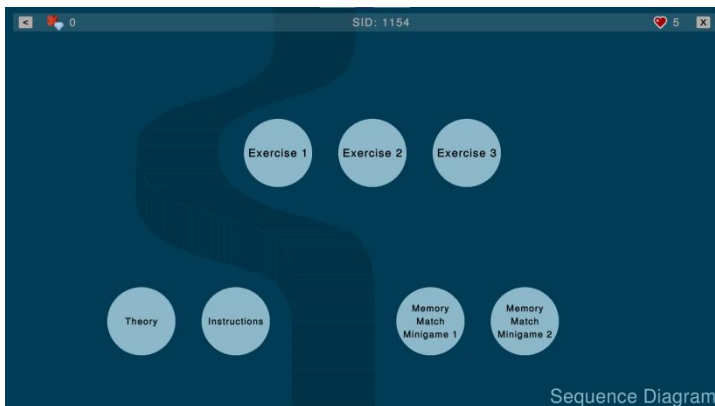 < 0 SID: 1154 5 X
Exercise 1 Exercise 2 Exercise 3
Theory Instructions
Memory
Match
Minigame 1
Memory
Match
Minigame 2
Sequence Diagram